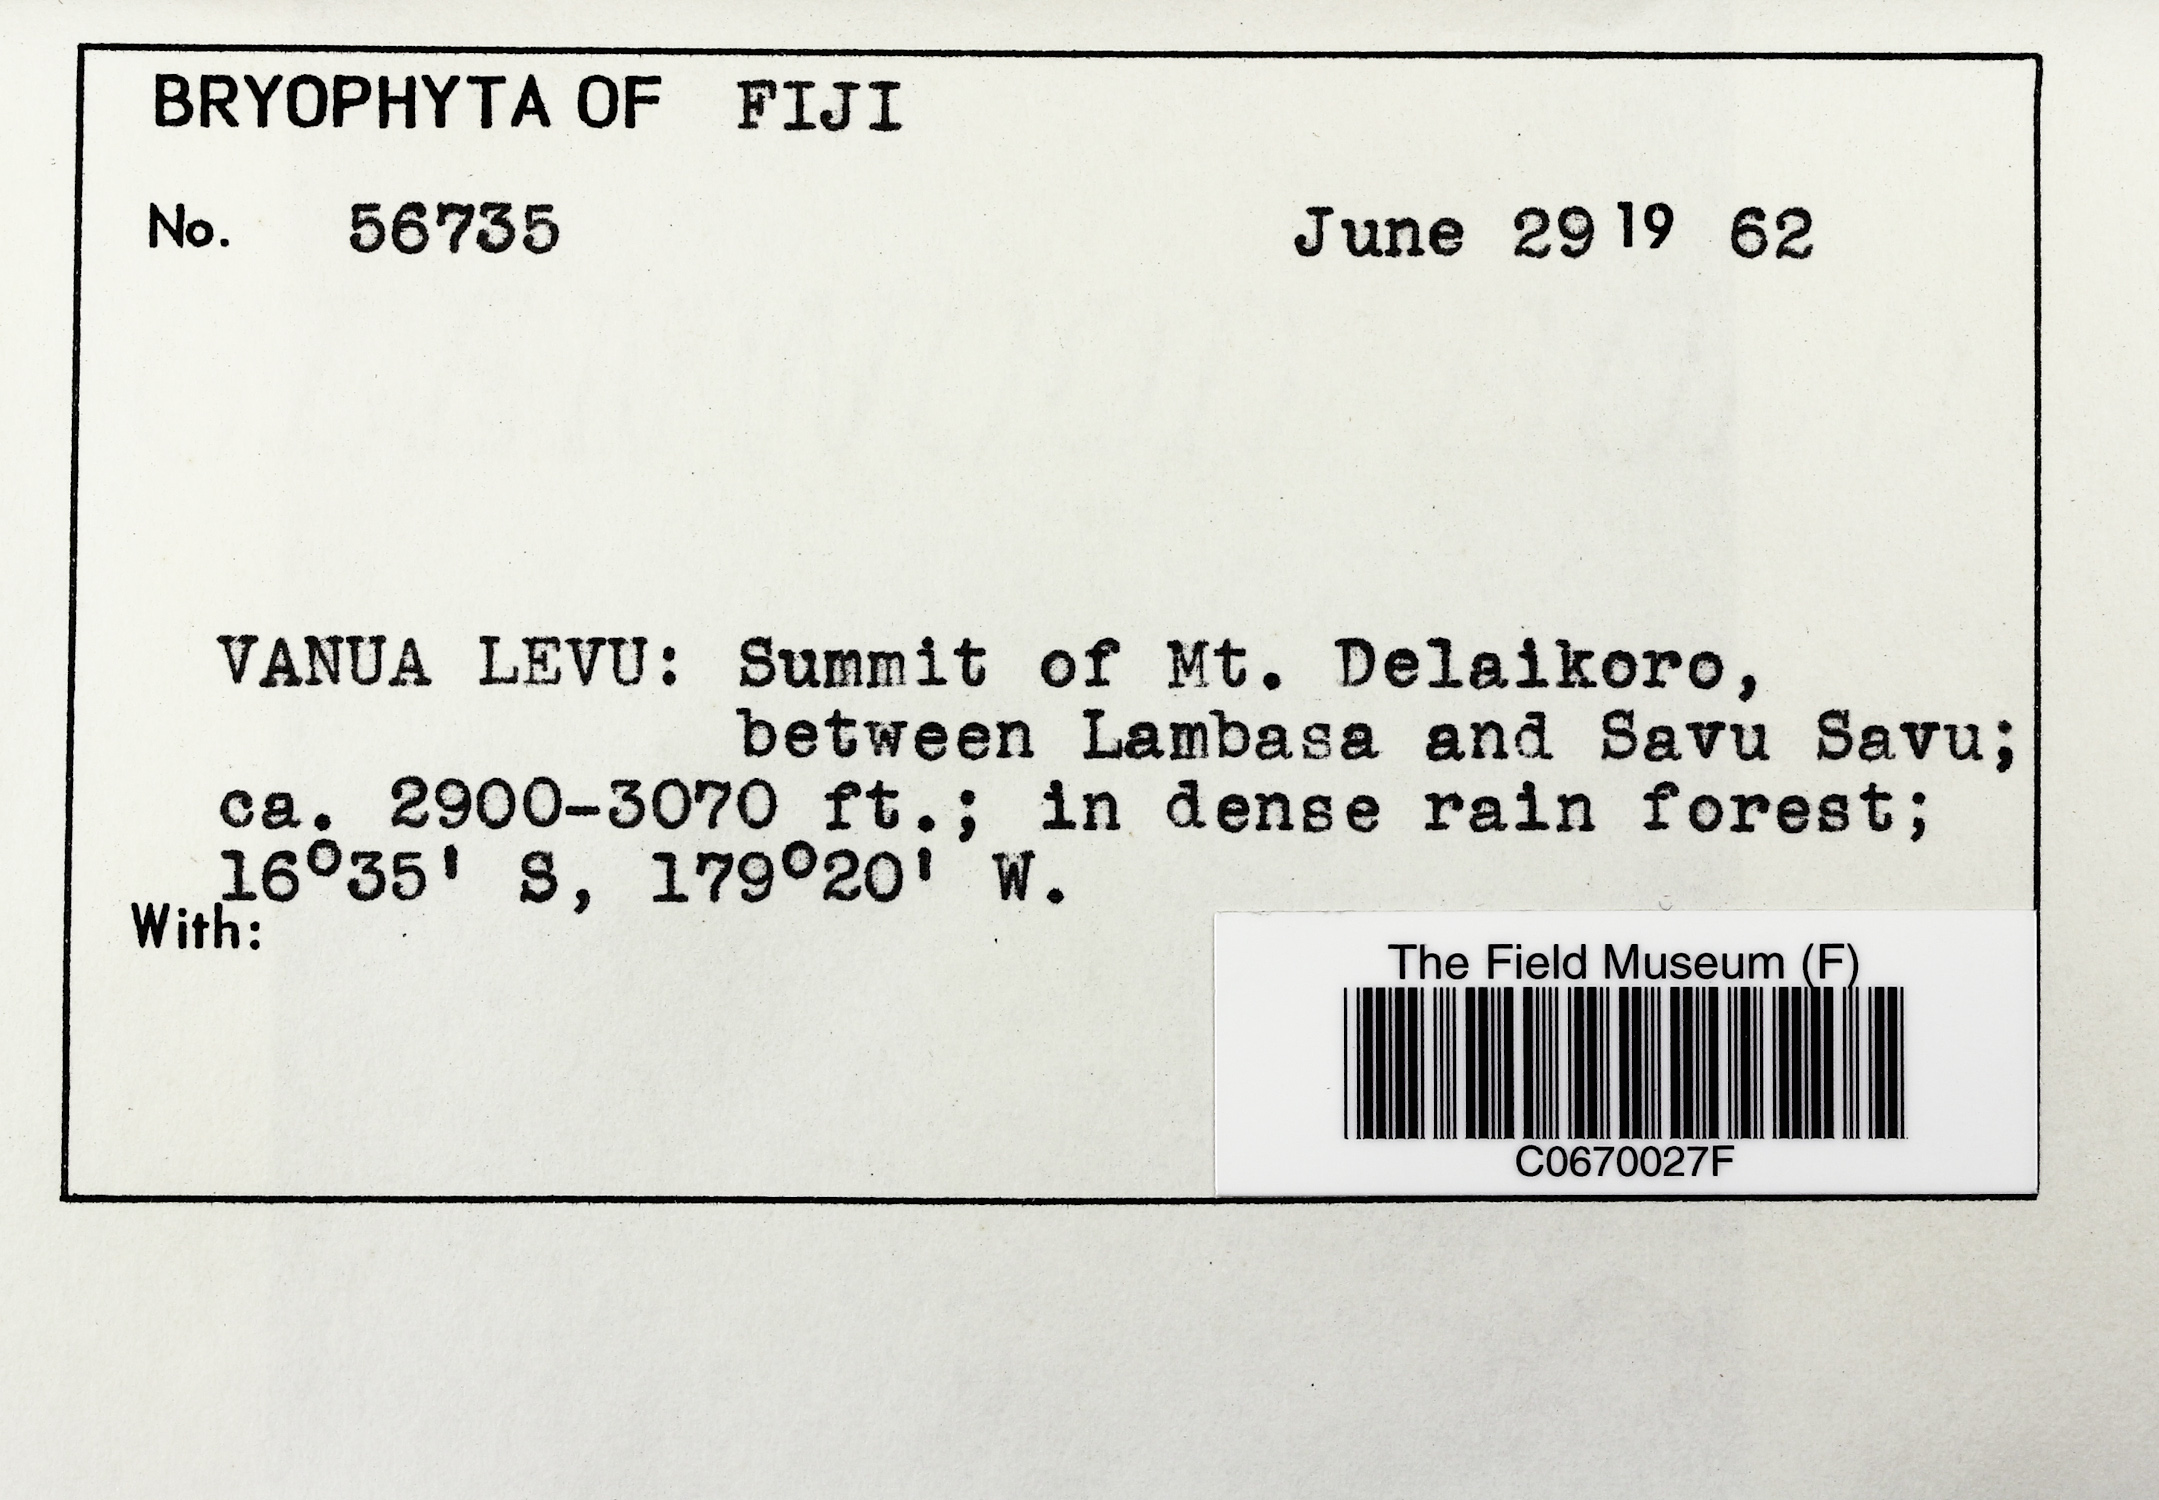 BRYOPHYTA OF FIJI
No. 56735 June 29 19 62
VANUA LEVU: Summit of Mt. Delaikoro,
between Lambasa and Savu Savu;
ca. 2900-3070 ft.; in dense rain forest;
16°35' S, 179°20' W.
With:
The Field Museum (F)
C0670027F